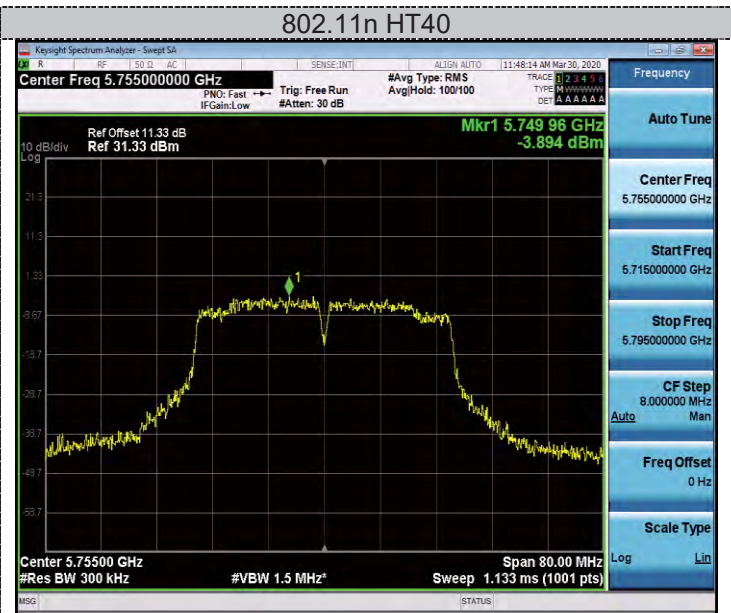 802.11n HT40
Keysight Spectrum Analyzer - Swept SA
R RF 50 Ω AC SENSE:INT ALIGN AUTO 11:48:14 AM Mar 30, 2020
Center Freq 5.755000000 GHz
PNO: Fast
IFGain:Low
Trig: Free Run
#Atten: 30 dB
#Avg Type: RMS
Avg|Hold: 100/100
TRACE 1 2 3 4 5 6
TYPE M WWWWW
DET A A A A A A
Frequency
Auto Tune
Center Freq
5.755000000 GHz
Start Freq
5.715000000 GHz
Stop Freq
5.795000000 GHz
CF Step
8.000000 MHz
Auto Man
Freq Offset
0 Hz
Scale Type
Log Lin
Mkr1 5.749 96 GHz
-3.894 dBm
Ref Offset 11.33 dB
10 dB/div Ref 31.33 dBm
Log
21.3
11.3
1.33
-8.67
-18.7
-28.7
-38.7
-48.7
-58.7
1
Center 5.75500 GHz Span 80.00 MHz
#Res BW 300 kHz #VBW 1.5 MHz* Sweep 1.133 ms (1001 pts)
MSG STATUS